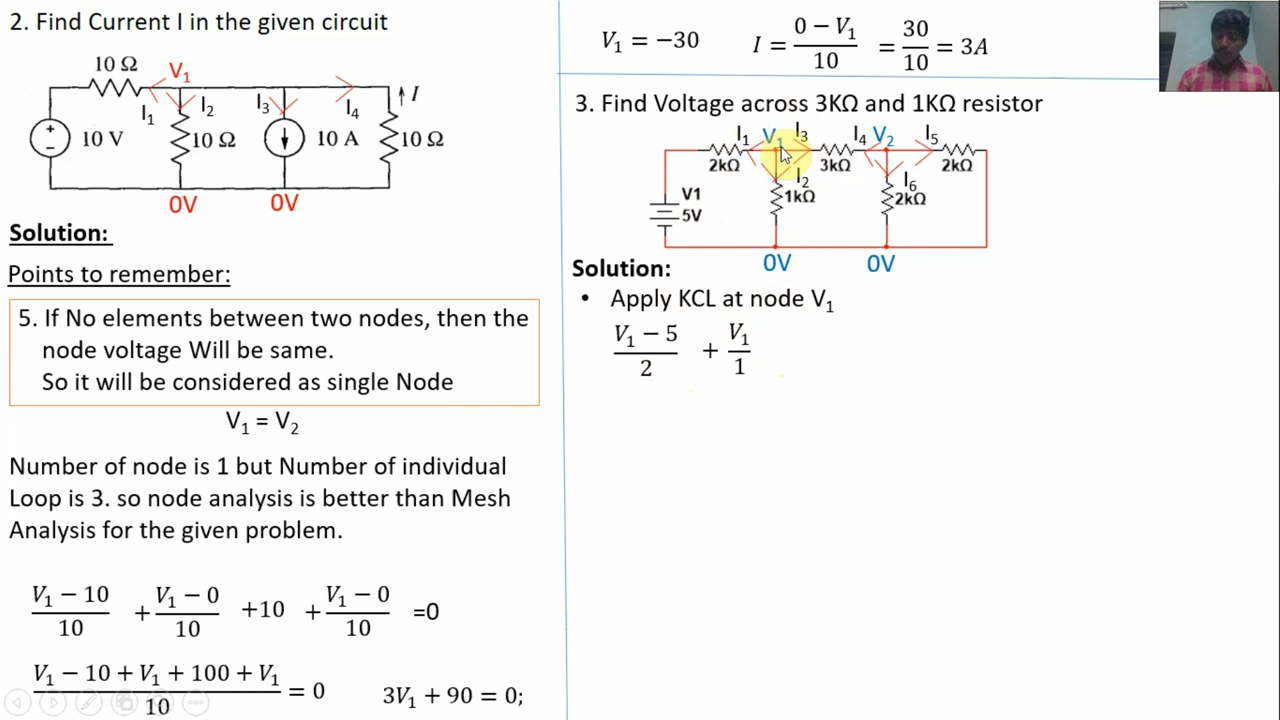 2. Find Current I in the given circuit
10 Ω
V₁
I₁
I₂
I₃
I₄
I
10 V
10 Ω
10 A
10 Ω
0V
0V
Solution:
Points to remember:
5. If No elements between two nodes, then the
node voltage Will be same.
So it will be considered as single Node
V₁ = V₂
Number of node is 1 but Number of individual
Loop is 3. so node analysis is better than Mesh
Analysis for the given problem.
(V₁ − 10)/10 + (V₁ − 0)/10 +10 + (V₁ − 0)/10 =0
(V₁ − 10 + V₁ + 100 + V₁)/10 = 0 3V₁ + 90 = 0;
V₁ = −30 I = (0 − V₁)/10 = 30/10 = 3A
3. Find Voltage across 3KΩ and 1KΩ resistor
I₁ V₁ I₃ I₄ V₂ I₅
2kΩ 3kΩ 2kΩ
I₂ I₆
V1 1kΩ 2kΩ
5V
0V 0V
Solution:
• Apply KCL at node V₁
(V₁ − 5)/2 + V₁/1